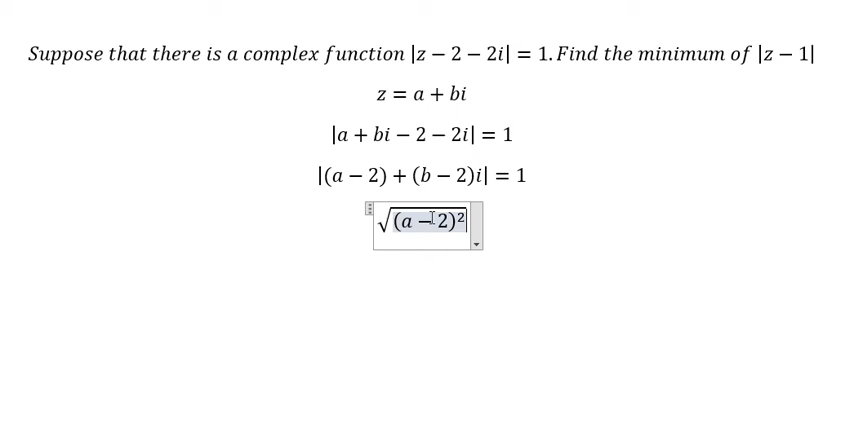 Suppose that there is a complex function |z − 2 − 2i| = 1. Find the minimum of |z − 1|
z = a + bi
|a + bi − 2 − 2i| = 1
|(a − 2) + (b − 2)i| = 1
√(a − 2)²